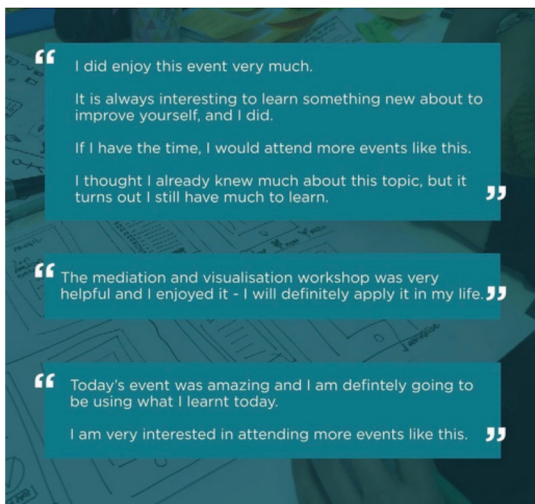 I did enjoy this event very much.
It is always interesting to learn something new about to
improve yourself, and I did.
If I have the time, I would attend more events like this.
I thought I already knew much about this topic, but it
turns out I still have much to learn.
The mediation and visualisation workshop was very
helpful and I enjoyed it - I will definitely apply it in my life.
Today's event was amazing and I am defintely going to
be using what I learnt today.
I am very interested in attending more events like this.